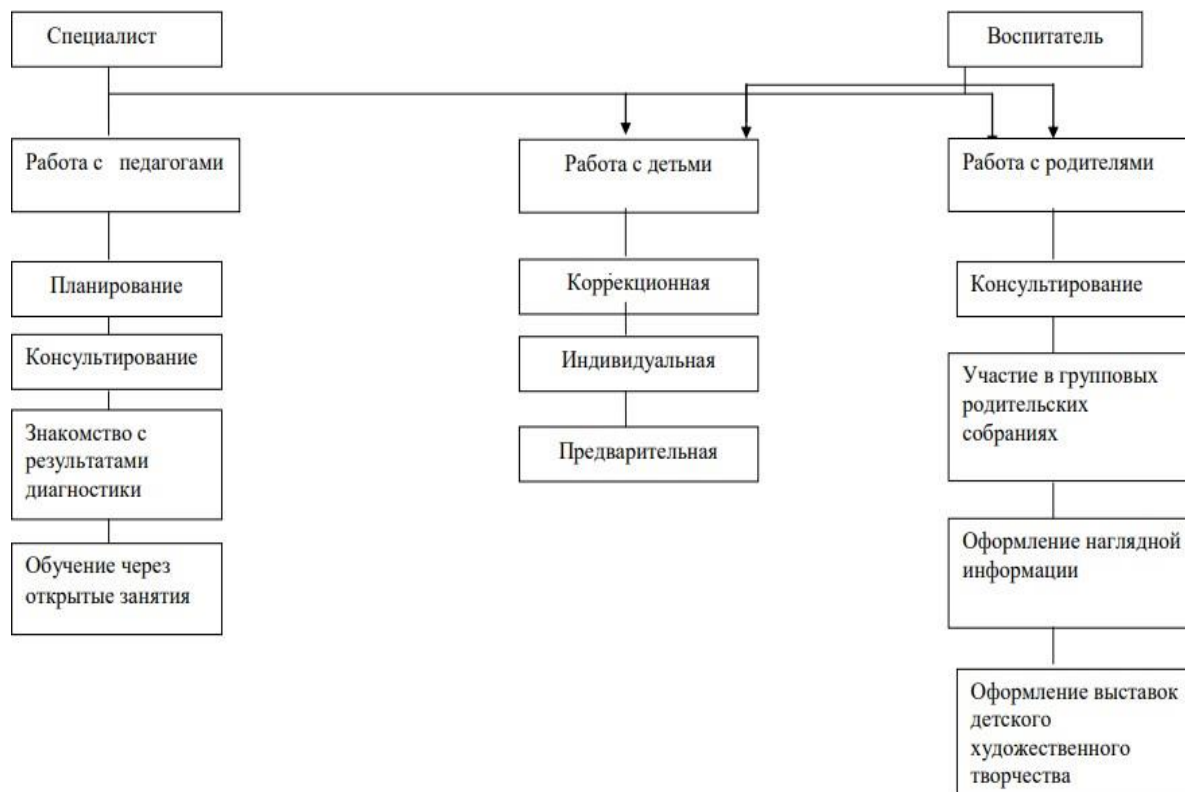 Специалист
Воспитатель
Работа с педагогами
Работа с детьми
Работа с родителями
Планирование
Консультирование
Знакомство с
результатами
диагностики
Обучение через
открытые занятия
Коррекционная
Индивидуальная
Предварительная
Консультирование
Участие в групповых
родительских
собраниях
Оформление наглядной
информации
Оформление выставок
детского
художественного
творчества